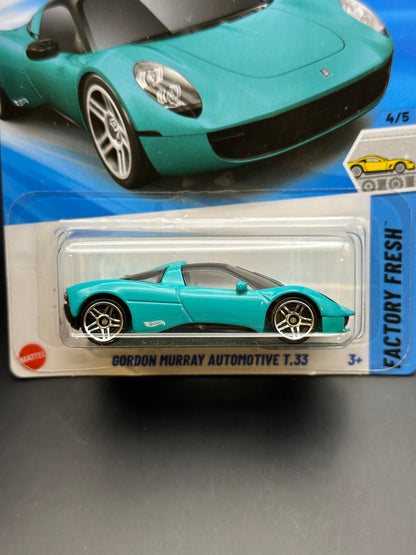 4/5
FACTORY FRESH
MATTEL
GORDON MURRAY AUTOMOTIVE T.33
3+